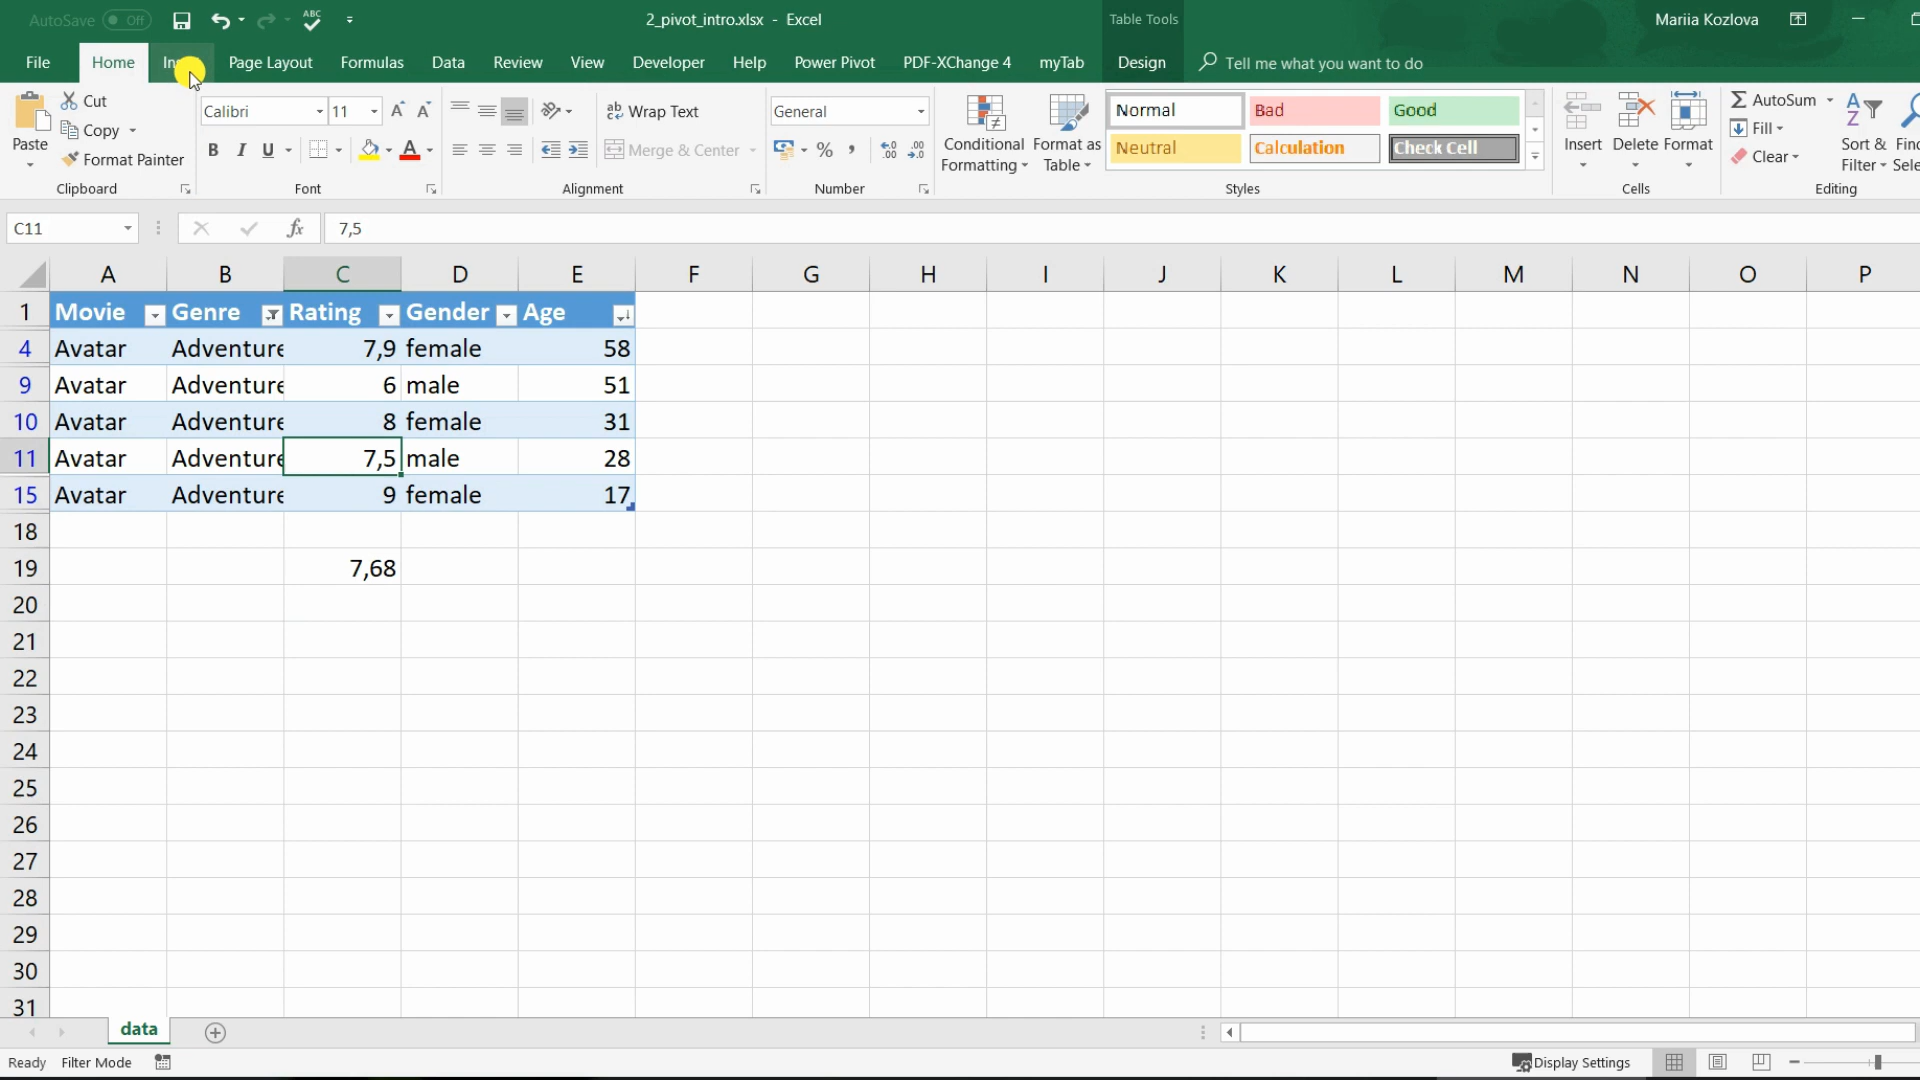 AutoSave Off
2_pivot_intro.xlsx - Excel
Table Tools
Mariia Kozlova
File Home Page Layout Formulas Data Review View Developer Help Power Pivot PDF-XChange 4 myTab Design Tell me what you want to do
Paste
Cut
Copy
Format Painter
Clipboard
Calibri 11
B I U
Font
ab Wrap Text
Merge & Center
Alignment
General
% ,
Number
Conditional Formatting
Format as Table
Normal Bad Good
Neutral Calculation Check Cell
Styles
Insert Delete Format
Cells
AutoSum
Fill
Clear
Sort & Filter
Editing
C11 fx 7,5
A B C D E F G H I J K L M N O P
1 Movie Genre Rating Gender Age
4 Avatar Adventure 7,9 female 58
9 Avatar Adventure 6 male 51
10 Avatar Adventure 8 female 31
11 Avatar Adventure 7,5 male 28
15 Avatar Adventure 9 female 17
18
19 7,68
20
21
22
23
24
25
26
27
28
29
30
31
data
Ready Filter Mode Display Settings